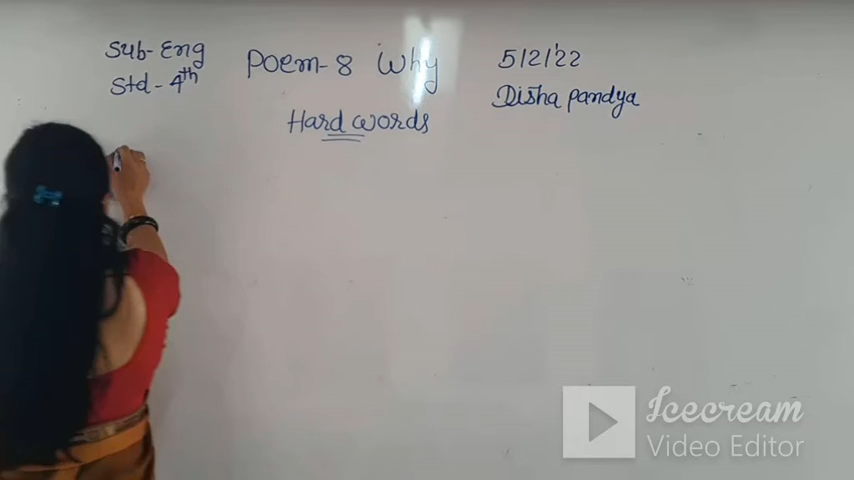 Sub- Eng
Std - 4th
Poem - 8 Why
5/2/'22
Disha pandya
Hard words
Icecream
Video Editor